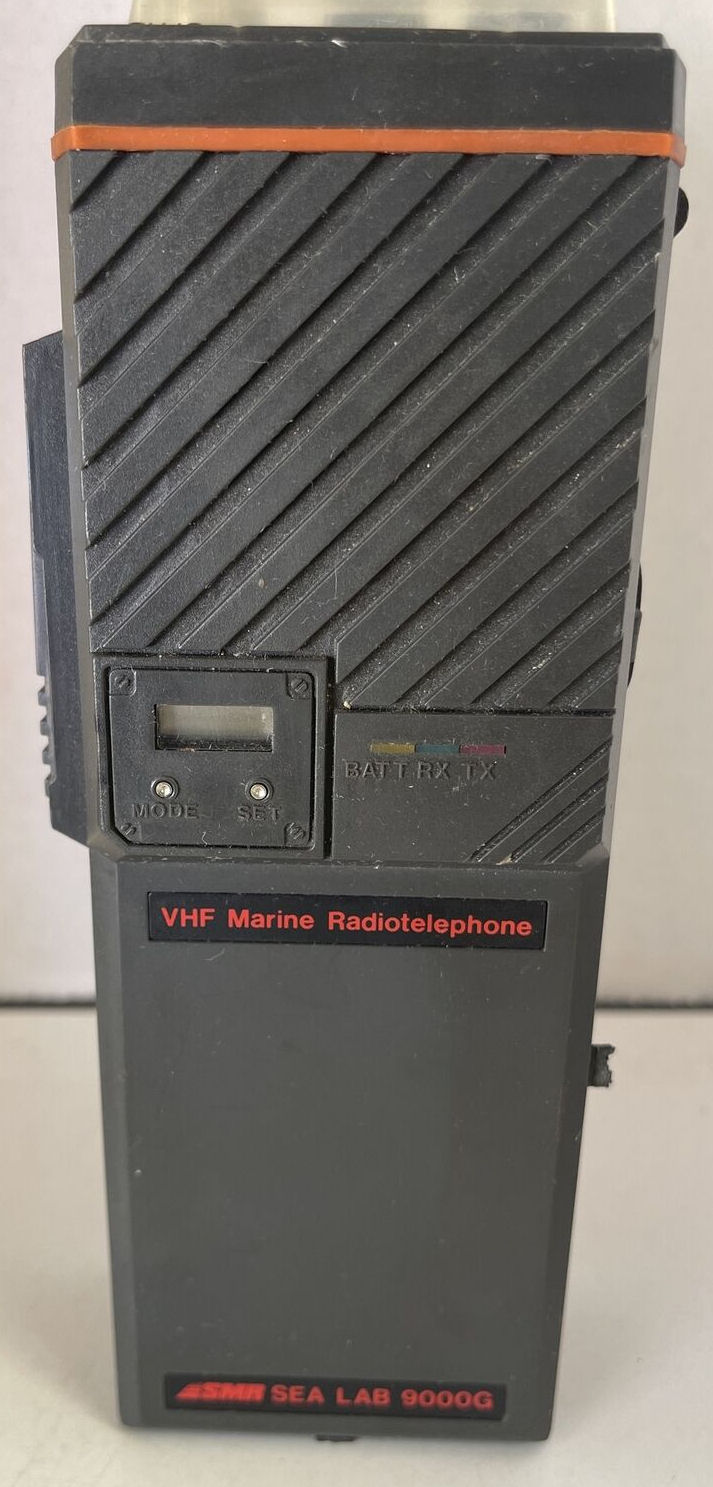 BATT RX TX
MODE SET
VHF Marine Radiotelephone
SMR SEA LAB 9000G